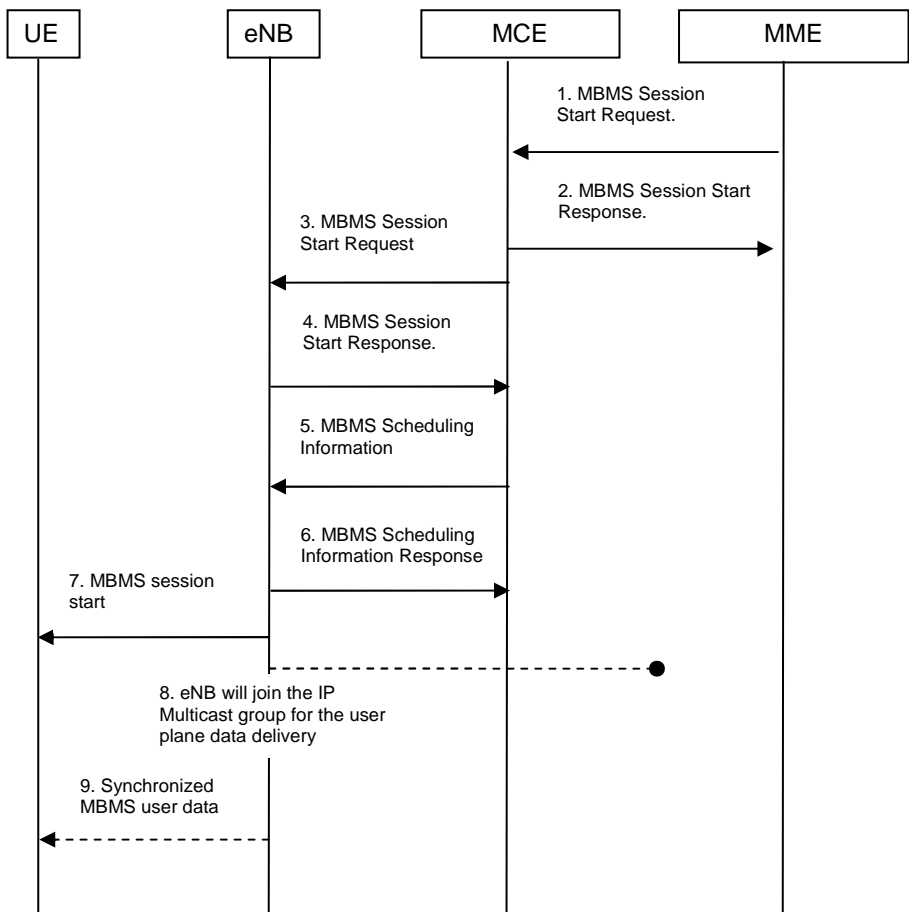 UE
eNB
MCE
MME
1. MBMS Session
Start Request.
2. MBMS Session Start
Response.
3. MBMS Session
Start Request
4. MBMS Session
Start Response.
5. MBMS Scheduling
Information
6. MBMS Scheduling
Information Response
7. MBMS session
start
8. eNB will join the IP
Multicast group for the user
plane data delivery
9. Synchronized
MBMS user data